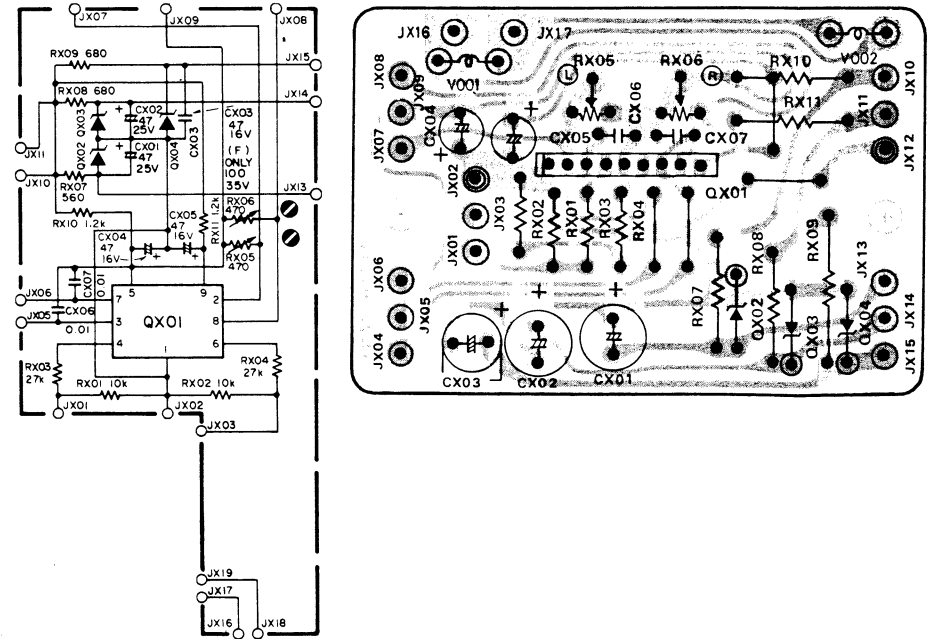 JX07
JX09
JX08
RX09 680
JX15
RX08 680
JX14
QX03
CX02
47
25V
QX04
CX03
CX03
47
16V
(F)
ONLY
100
35V
JX11
QX02
CX01
47
25V
JX10
RX07
560
JX13
RX10 1.2k
CX05
47
16V
RX11 1.2k
RX06
470
CX04
47
16V
RX05
470
CX07
0.01
JX06
CX06
JX05
0.01
5
9
7
2
QX01
3
8
4
1
6
RX03
27k
RX04
27k
RX01 10k
RX02 10k
JX01
JX02
JX03
JX19
JX17
JX16
JX18
JX16
JX17
V001
V002
JX08
JX09
JX07
CX04
L
RX05
RX06
R
RX10
JX10
CX06
RX11
JX11
CX05
CX07
JX12
JX02
QX01
JX03
JX01
RX02
RX01
RX03
RX04
JX06
JX05
JX04
RX07
QX02
RX08
QX03
RX09
QX04
JX13
JX14
JX15
CX03
CX02
CX01